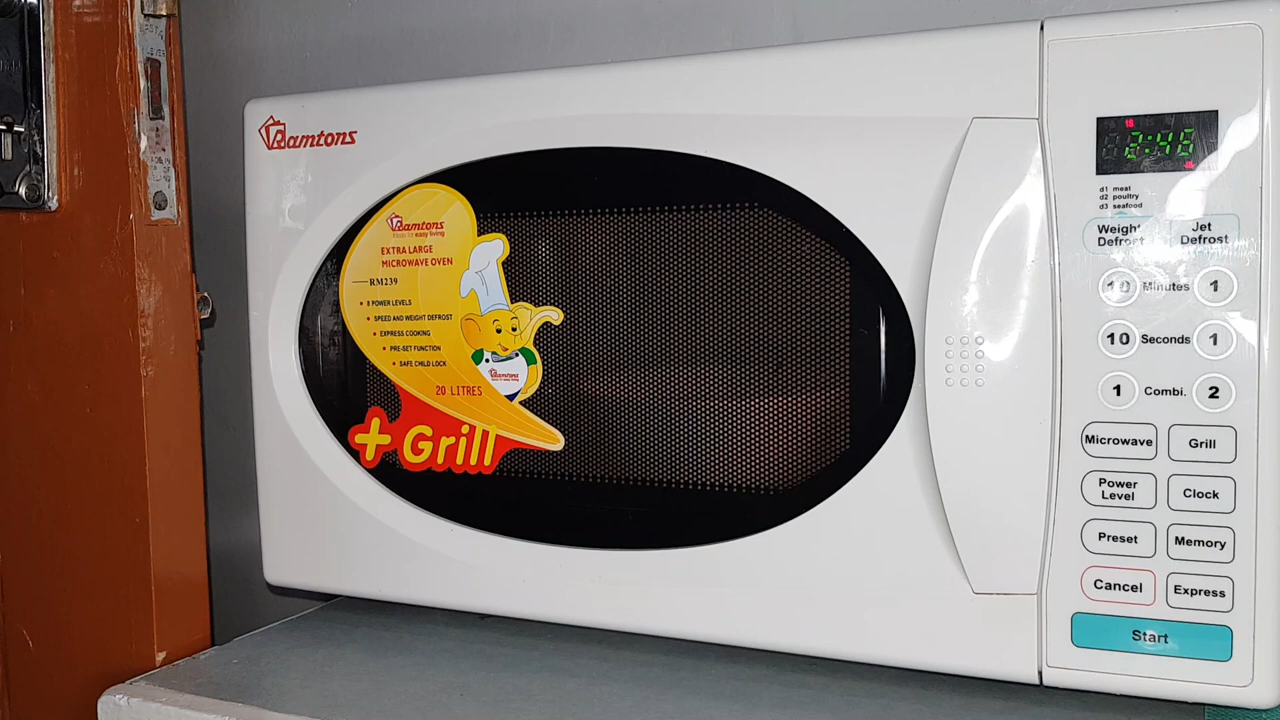 Ramtons
Ramtons
EXTRA LARGE
MICROWAVE OVEN
RM239
8 POWER LEVELS
SPEED AND WEIGHT DEFROST
EXPRESS COOKING
PRE-SET FUNCTION
SAFE CHILD LOCK
20 LITRES
Ramtons
+ Grill
2:46
d1 meat
d2 poultry
d3 seafood
Weight Defrost
Jet Defrost
10 Minutes 1
10 Seconds 1
1 Combi. 2
Microwave Grill
Power Level
Clock
Preset Memory
Cancel Express
Start